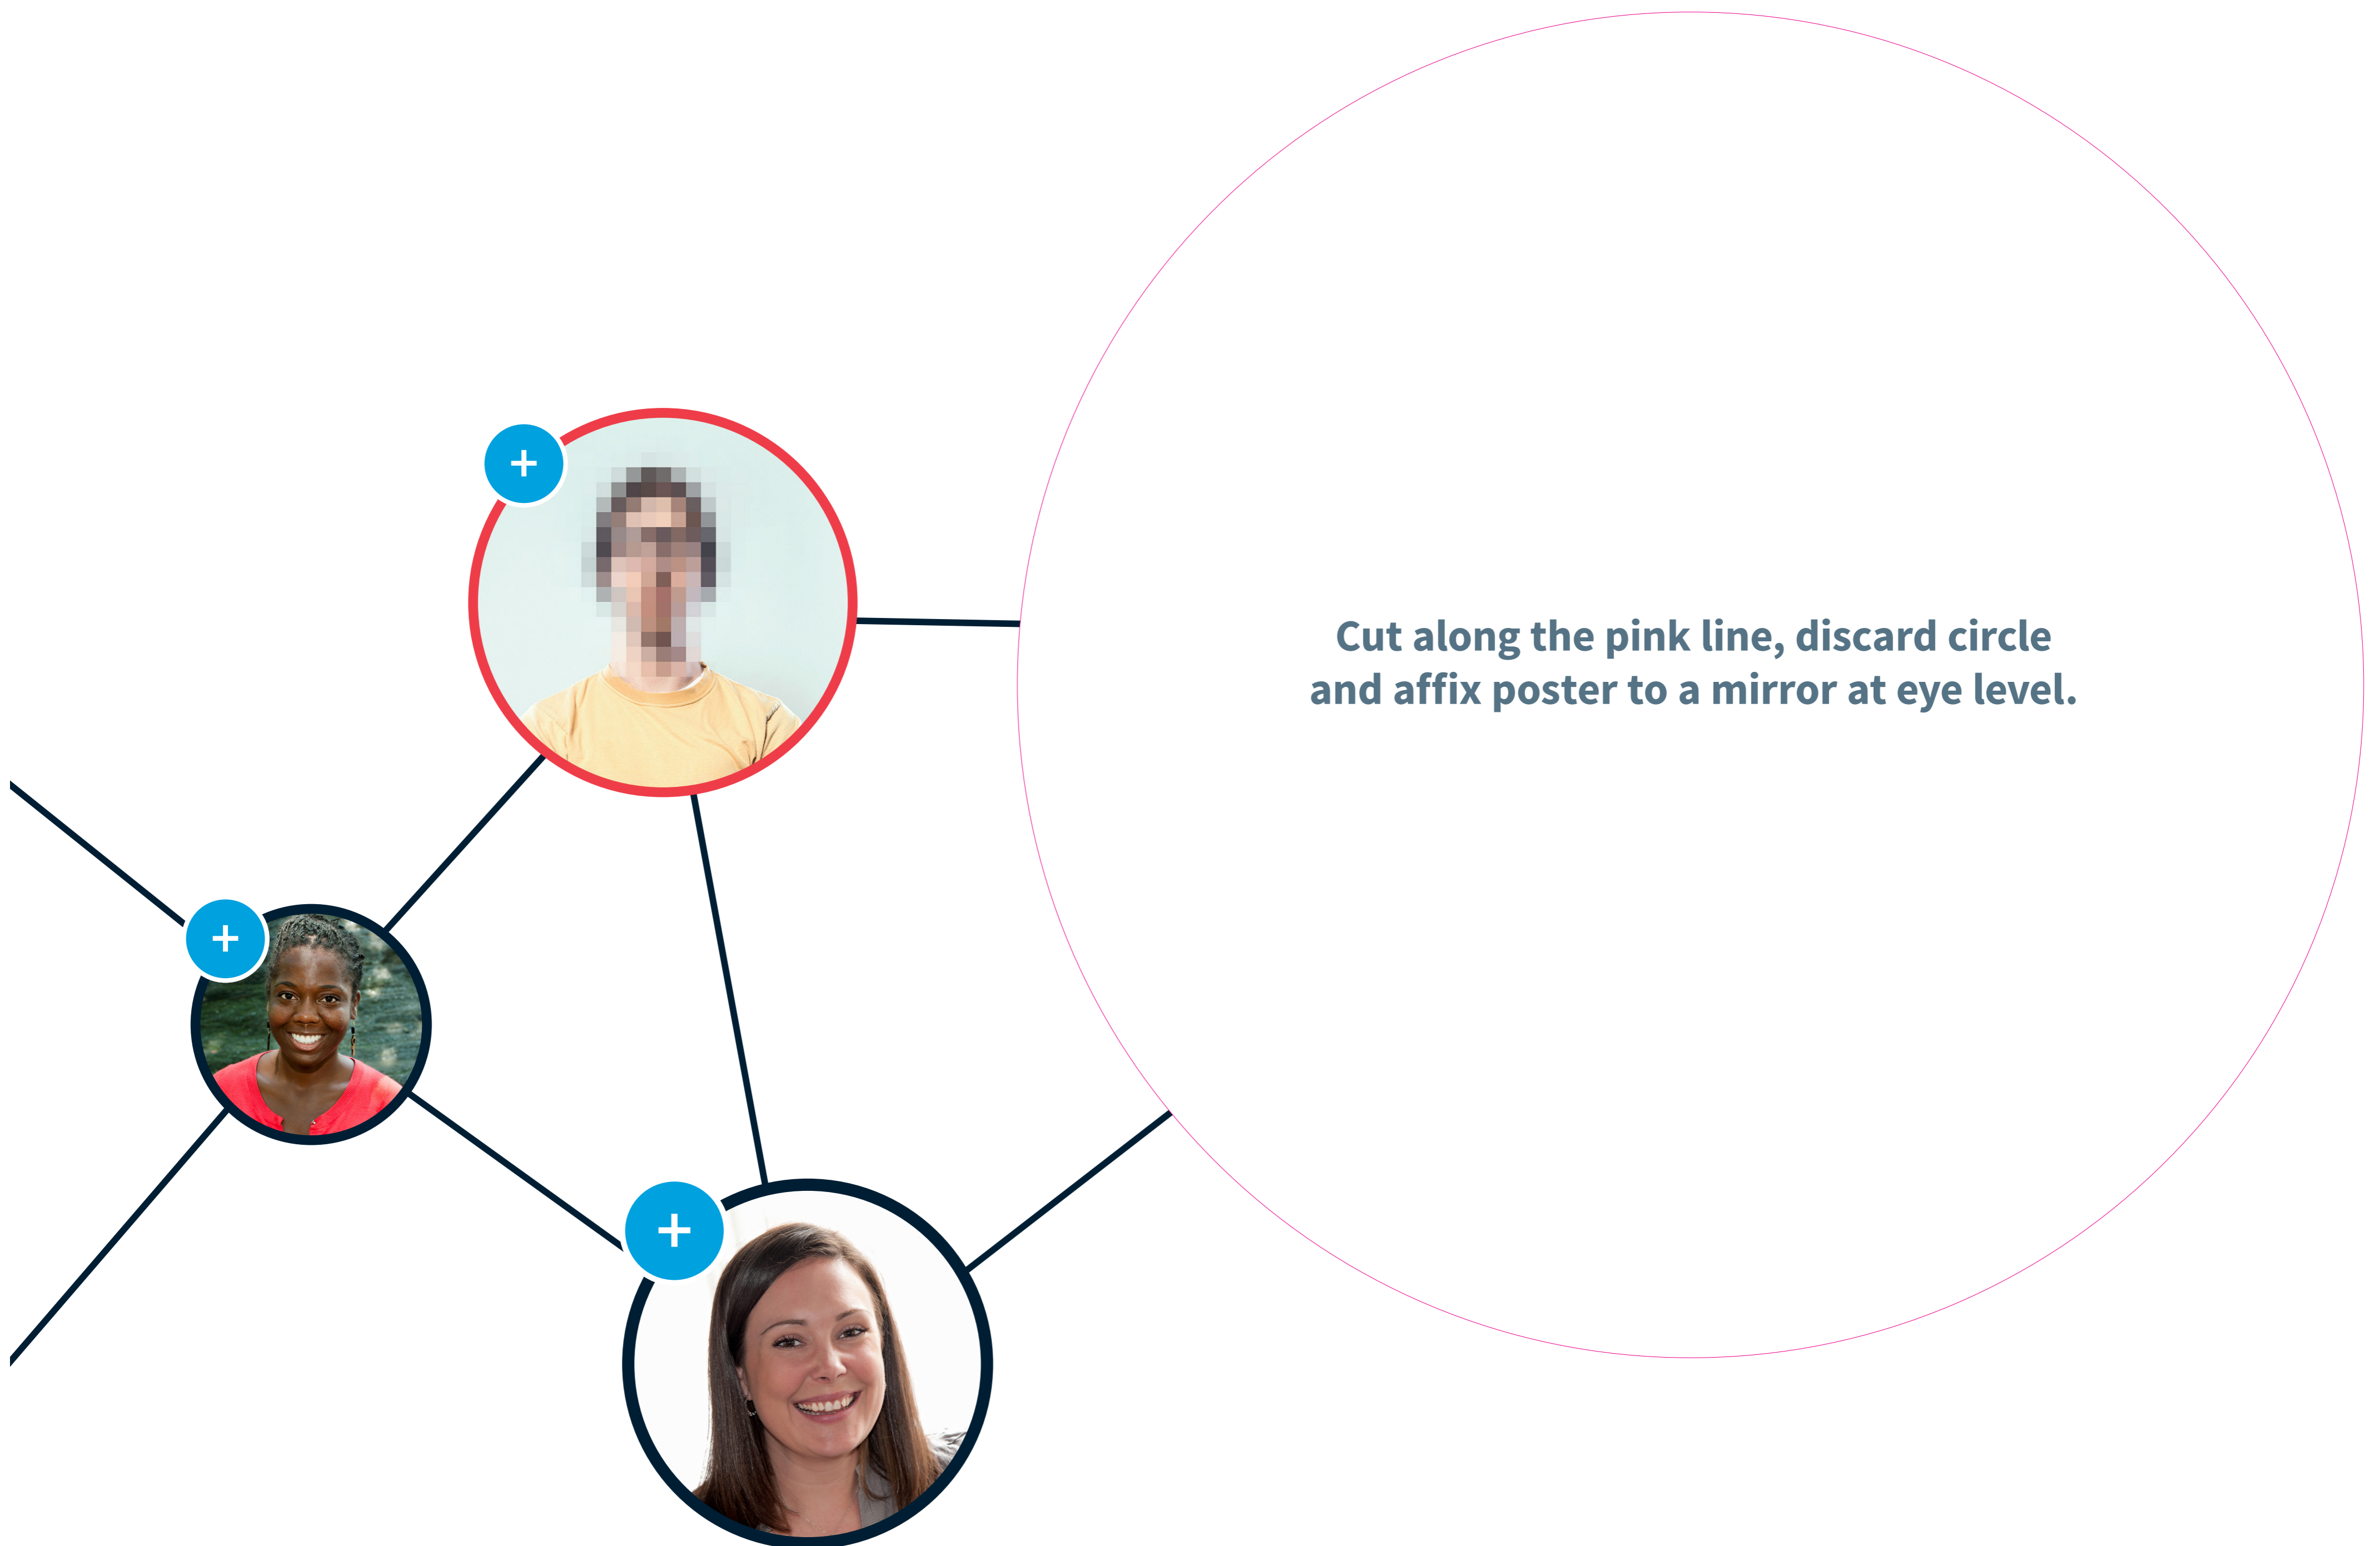 +
Cut along the pink line, discard circle
and affix poster to a mirror at eye level.
+
+